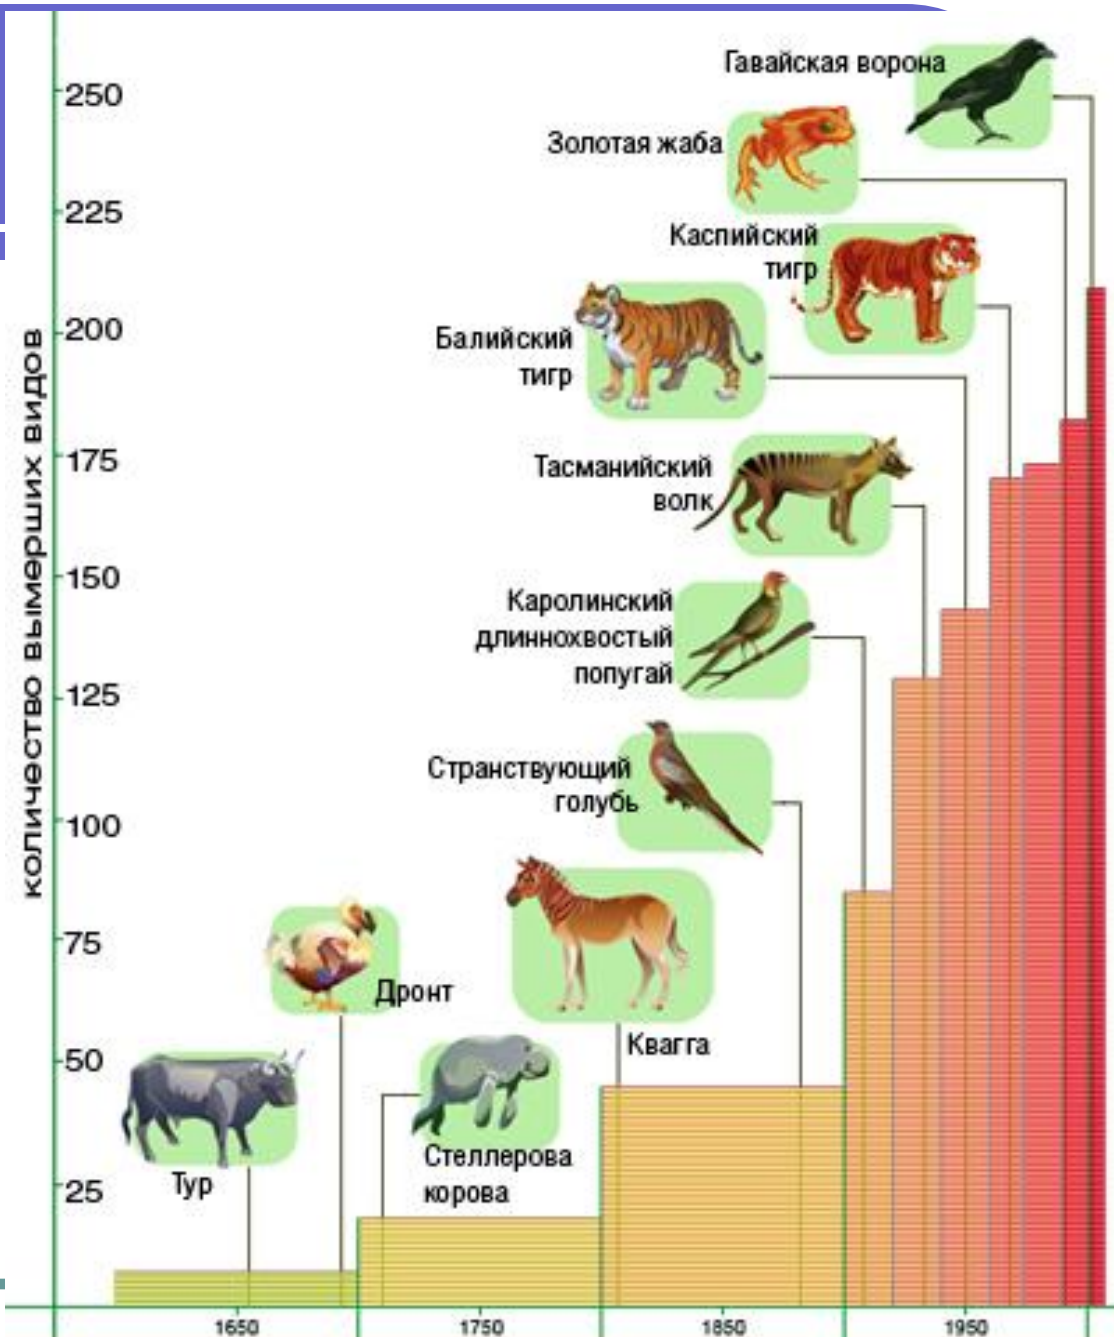 Гавайская ворона
250
Золотая жаба
225
Каспийский
тигр
200
Балийский
тигр
175
Тасманийский
волк
150
Каролинский
длиннохвостый
попугай
125
Странствующий
голубь
100
75
Дронт
50
Квагга
Стеллерова
корова
Тур
25
количество вымерших видов
1650
1750
1850
1950